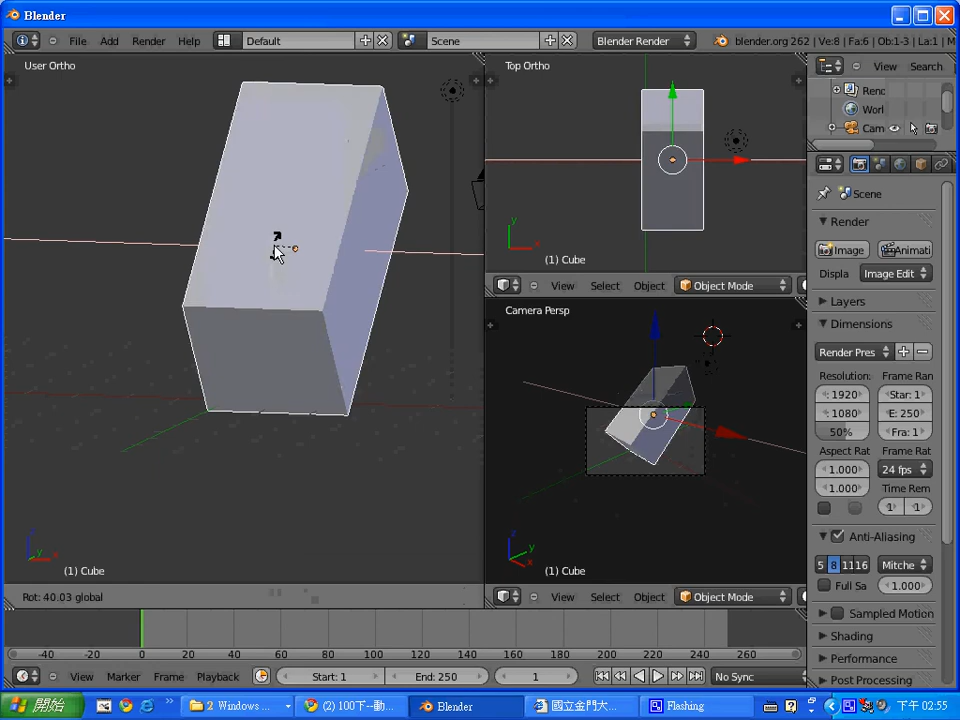 Blender
File Add Render Help Default Scene Blender Render blender.org 262 | Ve:8 | Fa:6 | Ob:1-3 | La:1 | M
User Ortho
Top Ortho
View Search
Renc
Worl
Cam
Scene
Render
y
x
(1) Cube
Image Animati
View Select Object Object Mode
Displa Image Edit
Layers
Camera Persp
Dimensions
Render Pres
Resolution: Frame Ran
1920 Star: 1
1080 E: 250
50% Fra: 1
Aspect Rat Frame Rat
1.000 24 fps
1.000 Time Rem
1 1
Anti-Aliasing
z
y
x
(1) Cube
z
y
x
(1) Cube
5 8 11 16 Mitche
Full Sa 1.000
Rot: 40.03 global
View Select Object Object Mode
Sampled Motion
Shading
-40 -20 0 20 40 60 80 100 120 140 160 180 200 220 240 260
Performance
View Marker Frame Playback Start: 1 End: 250 1 No Sync
Post Processing
開始 2 Windows ... (2) 100下--動... Blender 國立金門大... Flashing 下午 02:55